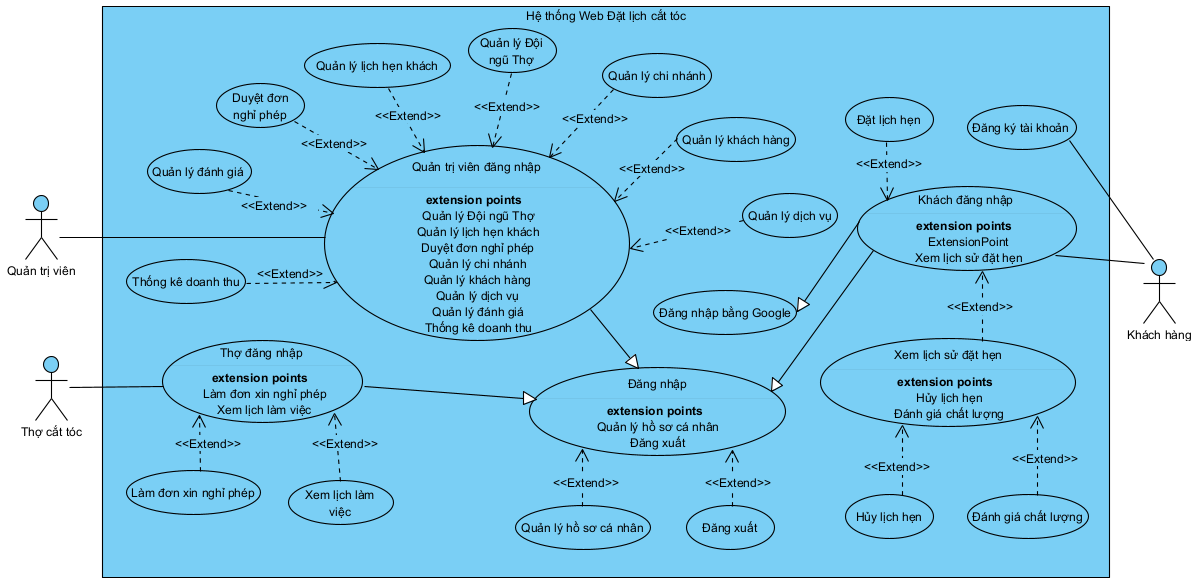 Hệ thống Web Đặt lịch cắt tóc
Quản lý Đội
ngũ Thợ
Quản lý lịch hẹn khách
Quản lý chi nhánh
Duyệt đơn
nghỉ phép
<<Extend>>
<<Extend>>
<<Extend>>
<<Extend>>
Đặt lịch hẹn
Đăng ký tài khoản
Quản lý khách hàng
Quản lý đánh giá
<<Extend>>
<<Extend>>
<<Extend>>
Quản trị viên đăng nhập
extension points
Quản lý Đội ngũ Thợ
Quản lý lịch hẹn khách
Duyệt đơn nghỉ phép
Quản lý chi nhánh
Quản lý khách hàng
Quản lý dịch vụ
Quản lý đánh giá
Thống kê doanh thu
Quản lý dịch vụ
<<Extend>>
Khách đăng nhập
extension points
ExtensionPoint
Xem lịch sử đặt hẹn
Quản trị viên
Thống kê doanh thu
<<Extend>>
Đăng nhập bằng Google
<<Extend>>
Khách hàng
Thợ đăng nhập
extension points
Làm đơn xin nghỉ phép
Xem lịch làm việc
Xem lịch sử đặt hẹn
extension points
Hủy lịch hẹn
Đánh giá chất lượng
Đăng nhập
extension points
Quản lý hồ sơ cá nhân
Đăng xuất
Thợ cắt tóc
<<Extend>>
<<Extend>>
<<Extend>>
<<Extend>>
<<Extend>>
<<Extend>>
Làm đơn xin nghỉ phép
Xem lịch làm
việc
Quản lý hồ sơ cá nhân
Đăng xuất
Hủy lịch hẹn
Đánh giá chất lượng